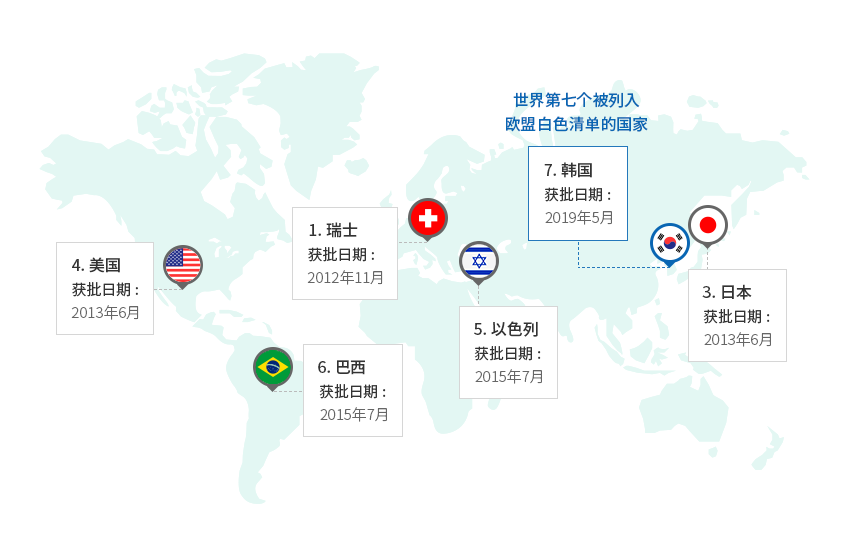 世界第七个被列入
欧盟白色清单的国家
7. 韩国
获批日期 :
2019年5月
1. 瑞士
获批日期 :
2012年11月
4. 美国
获批日期 :
2013年6月
3. 日本
获批日期 :
2013年6月
5. 以色列
获批日期 :
2015年7月
6. 巴西
获批日期 :
2015年7月